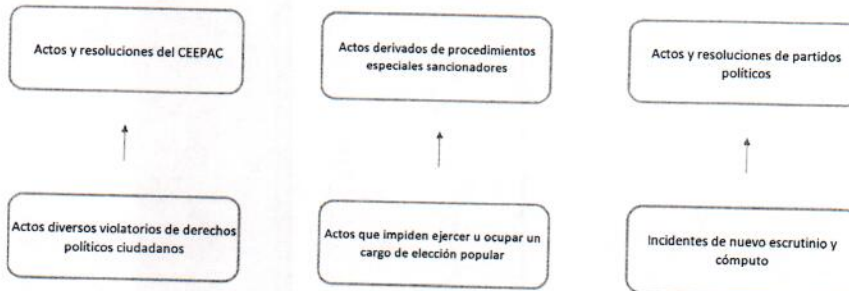 Actos y resoluciones del CEEPAC
Actos derivados de procedimientos
especiales sancionadores
Actos y resoluciones de partidos
políticos
Actos diversos violatorios de derechos
políticos ciudadanos
Actos que impiden ejercer u ocupar un
cargo de elección popular
Incidentes de nuevo escrutinio y
cómputo